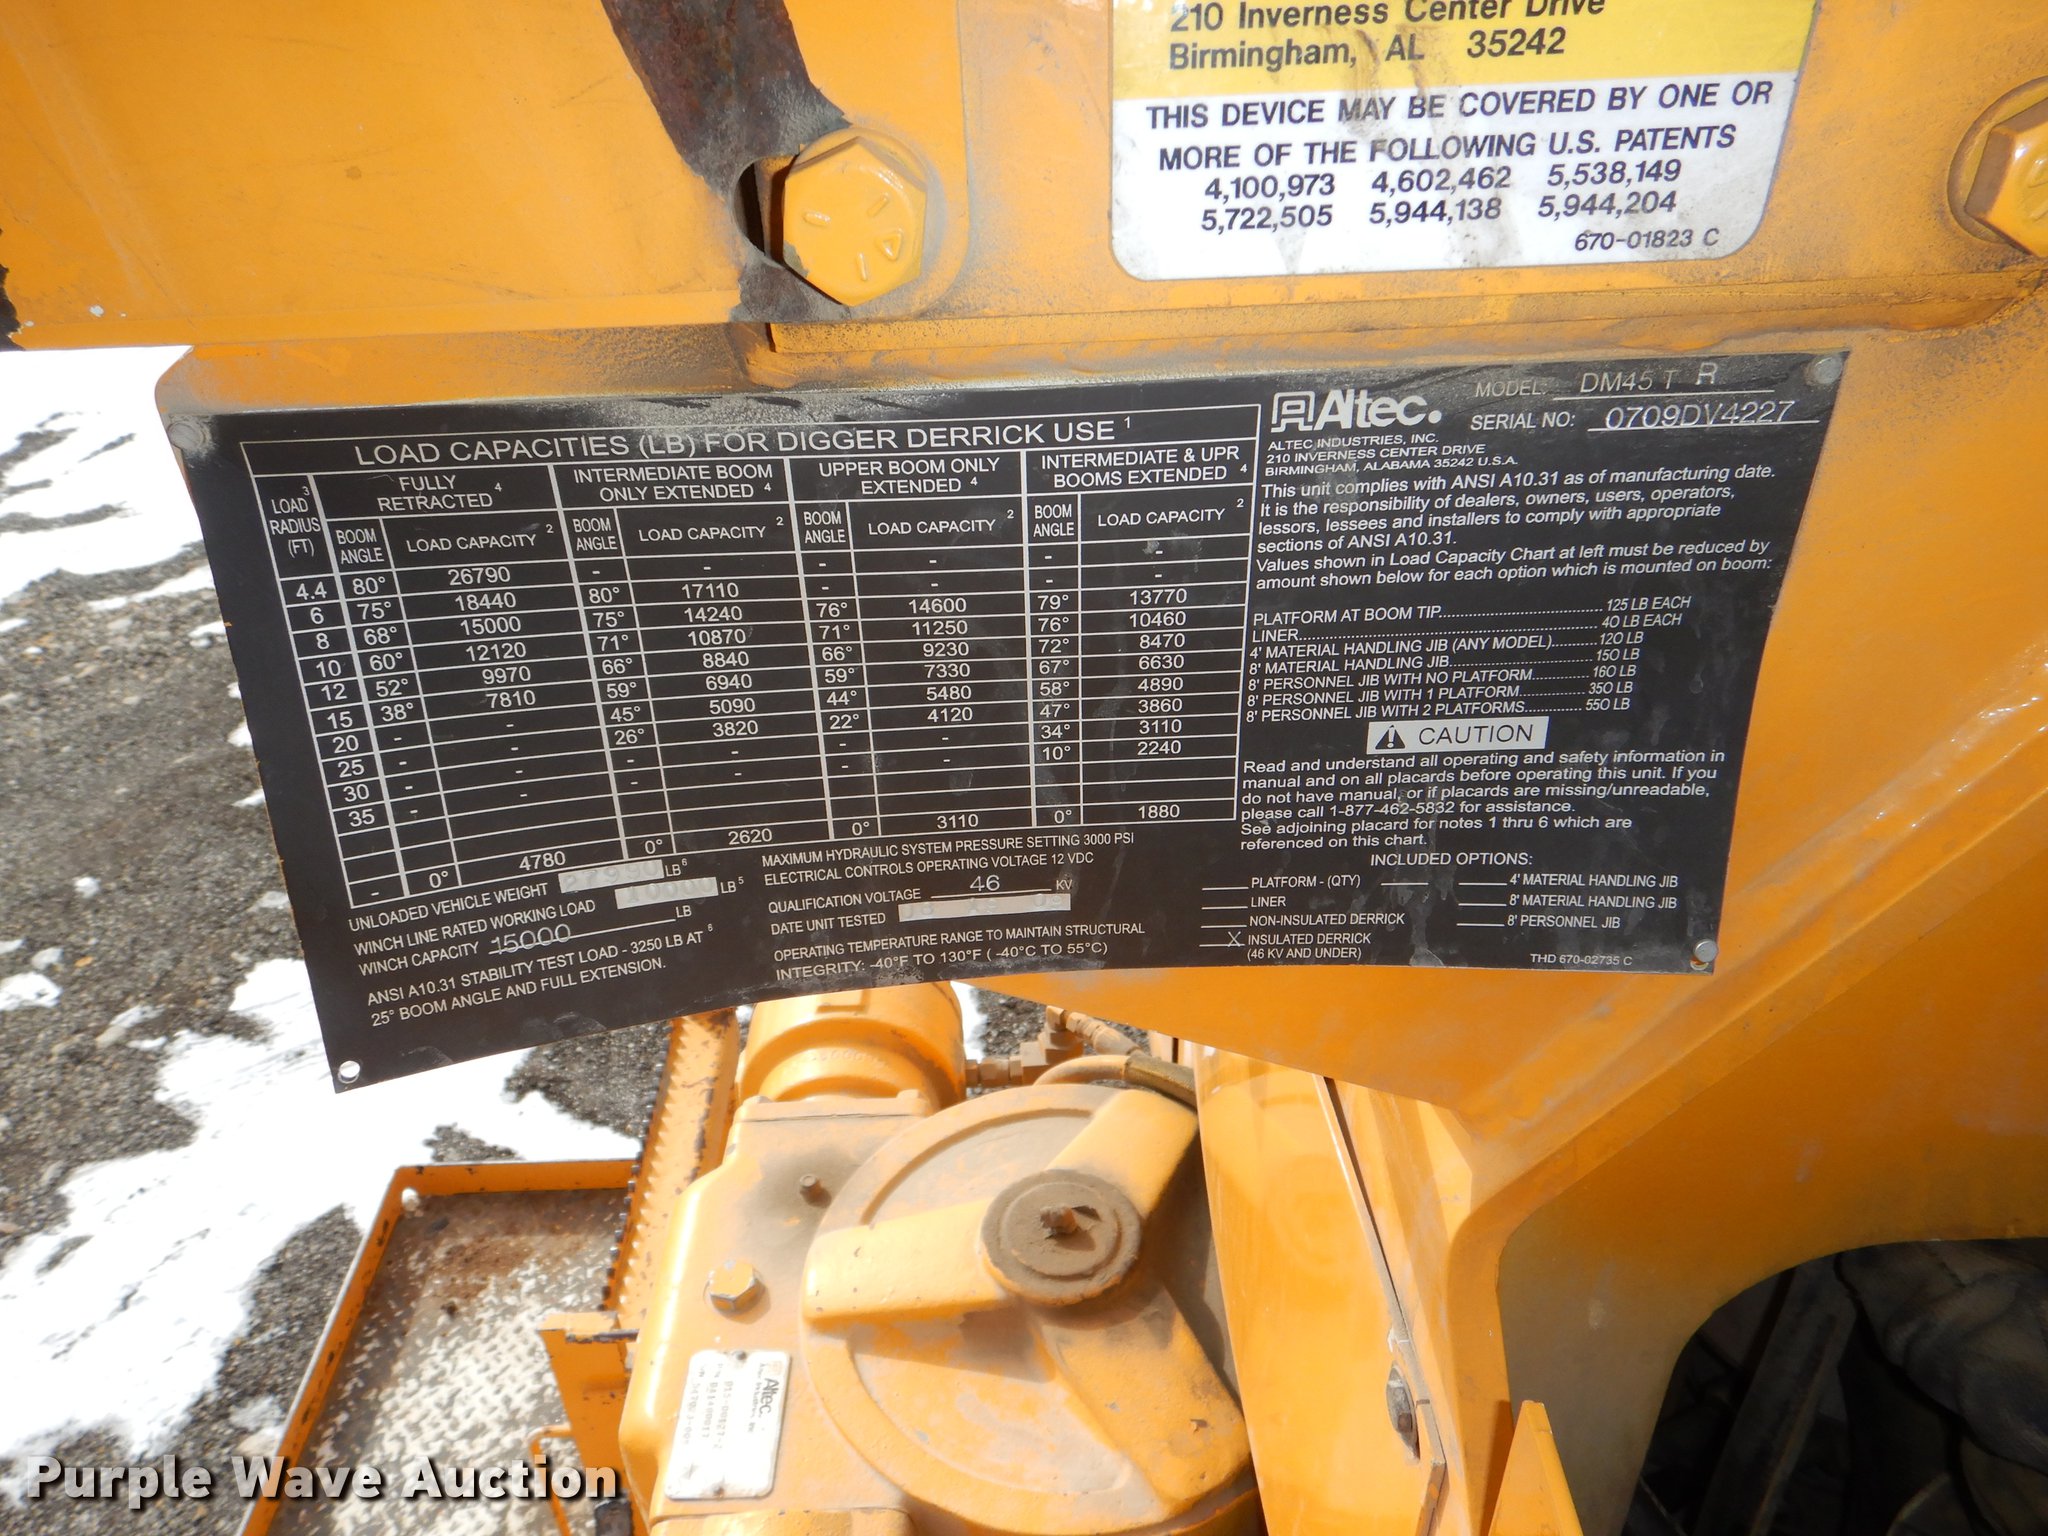 210 Inverness Center Drive
Birmingham, AL 35242
THIS DEVICE MAY BE COVERED BY ONE OR
MORE OF THE FOLLOWING U.S. PATENTS
4,100,973 4,602,462 5,538,149
5,722,505 5,944,138 5,944,204
670-01823 C
LOAD CAPACITIES (LB) FOR DIGGER DERRICK USE 1
LOAD 3 RADIUS (FT)
FULLY RETRACTED 4
INTERMEDIATE BOOM ONLY EXTENDED 4
UPPER BOOM ONLY EXTENDED 4
INTERMEDIATE & UPR BOOMS EXTENDED 4
BOOM ANGLE LOAD CAPACITY 2 BOOM ANGLE LOAD CAPACITY 2 BOOM ANGLE LOAD CAPACITY 2 BOOM ANGLE LOAD CAPACITY 2
4.4 80° 26790 - - - - - -
6 75° 18440 80° 17110 - - - -
8 68° 15000 75° 14240 76° 14600 79° 13770
10 60° 12120 71° 10870 71° 11250 76° 10460
12 52° 9970 66° 8840 66° 9230 72° 8470
15 38° 7810 59° 6940 59° 7330 67° 6630
20 - - 45° 5090 44° 5480 58° 4890
25 - - 26° 3820 22° 4120 47° 3860
30 - - - - - - 34° 3110
35 - - - - - - 10° 2240
- 0° 4780 0° 2620 0° 3110 0° 1880
UNLOADED VEHICLE WEIGHT 27990 LB 6
WINCH LINE RATED WORKING LOAD 10000 LB 5
WINCH CAPACITY 15000 LB
ANSI A10.31 STABILITY TEST LOAD - 3250 LB AT 6
25° BOOM ANGLE AND FULL EXTENSION.
MAXIMUM HYDRAULIC SYSTEM PRESSURE SETTING 3000 PSI
ELECTRICAL CONTROLS OPERATING VOLTAGE 12 VDC
QUALIFICATION VOLTAGE 46 KV
DATE UNIT TESTED 08 19 09
OPERATING TEMPERATURE RANGE TO MAINTAIN STRUCTURAL
INTEGRITY: -40°F TO 130°F ( -40°C TO 55°C)
Altec.
MODEL: DM45 T R
SERIAL NO: 0709DV4227
ALTEC INDUSTRIES, INC.
210 INVERNESS CENTER DRIVE
BIRMINGHAM, ALABAMA 35242 U.S.A.
This unit complies with ANSI A10.31 as of manufacturing date.
It is the responsibility of dealers, owners, users, operators,
lessors, lessees and installers to comply with appropriate
sections of ANSI A10.31.
Values shown in Load Capacity Chart at left must be reduced by
amount shown below for each option which is mounted on boom:
PLATFORM AT BOOM TIP 125 LB EACH
LINER 40 LB EACH
4' MATERIAL HANDLING JIB (ANY MODEL) 120 LB
8' MATERIAL HANDLING JIB 150 LB
8' PERSONNEL JIB WITH NO PLATFORM 160 LB
8' PERSONNEL JIB WITH 1 PLATFORM 350 LB
8' PERSONNEL JIB WITH 2 PLATFORMS 550 LB
CAUTION
Read and understand all operating and safety information in
manual and on all placards before operating this unit. If you
do not have manual, or if placards are missing/unreadable,
please call 1-877-462-5832 for assistance.
See adjoining placard for notes 1 thru 6 which are
referenced on this chart.
INCLUDED OPTIONS:
PLATFORM - (QTY) 4' MATERIAL HANDLING JIB
LINER 8' MATERIAL HANDLING JIB
NON-INSULATED DERRICK 8' PERSONNEL JIB
X INSULATED DERRICK
(46 KV AND UNDER)
THD 670-02735 C
Altec.
Purple Wave Auction